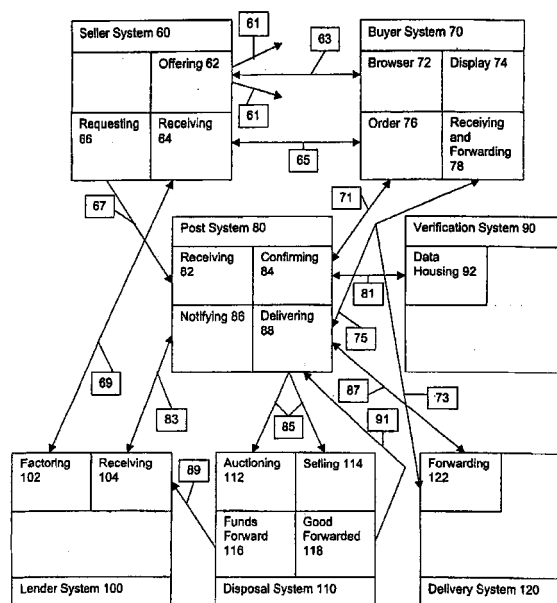 61
Seller System 60
63
Buyer System 70
Offering 62
Browser 72
Display 74
61
Requesting
66
Receiving
64
Order 76
Receiving
and
Forwarding
78
65
67
71
Post System 80
Verification System 90
Receiving
82
Confirming
84
Data
Housing 92
81
Notifying 86
Delivering
88
75
69
83
87
73
85
91
Factoring
102
Receiving
104
89
Auctioning
112
Selling 114
Forwarding
122
Funds
Forward
116
Good
Forwarded
118
Lender System 100
Disposal System 110
Delivery System 120